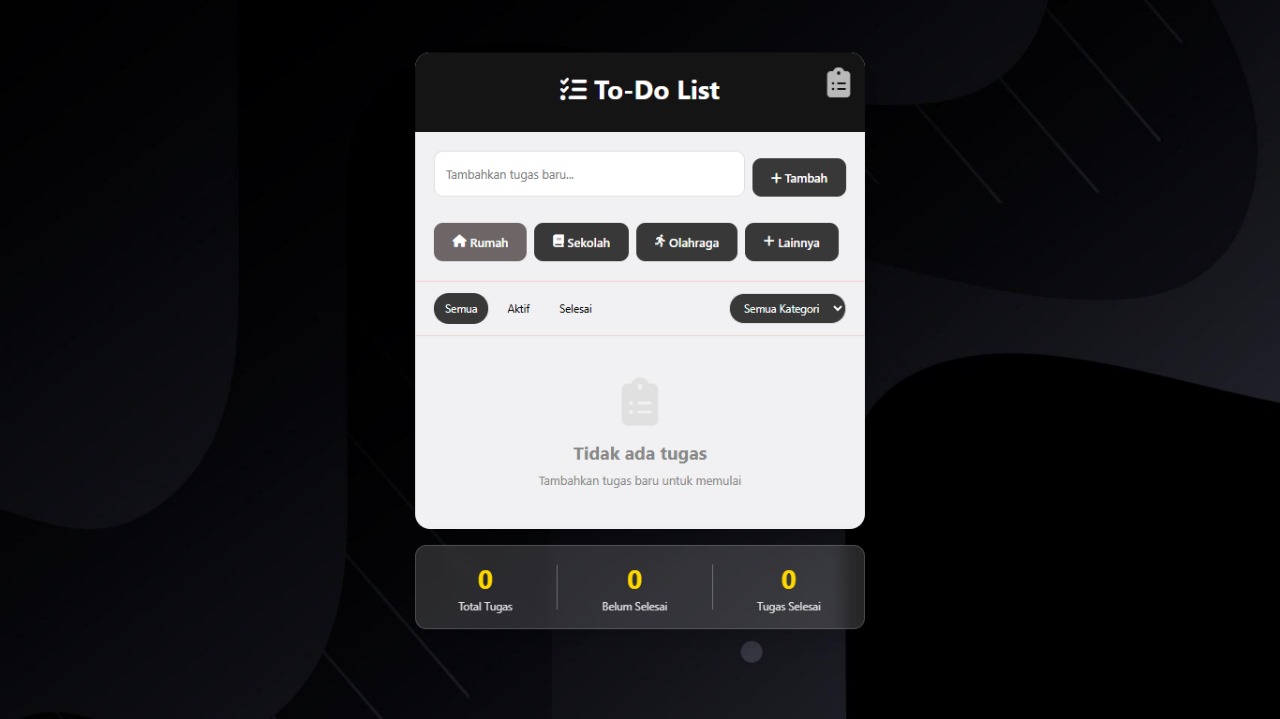 To-Do List
Tambahkan tugas baru...
Tambah
Rumah Sekolah Olahraga Lainnya
Semua Aktif Selesai Semua Kategori
Tidak ada tugas
Tambahkan tugas baru untuk memulai
0 0 0
Total Tugas Belum Selesai Tugas Selesai